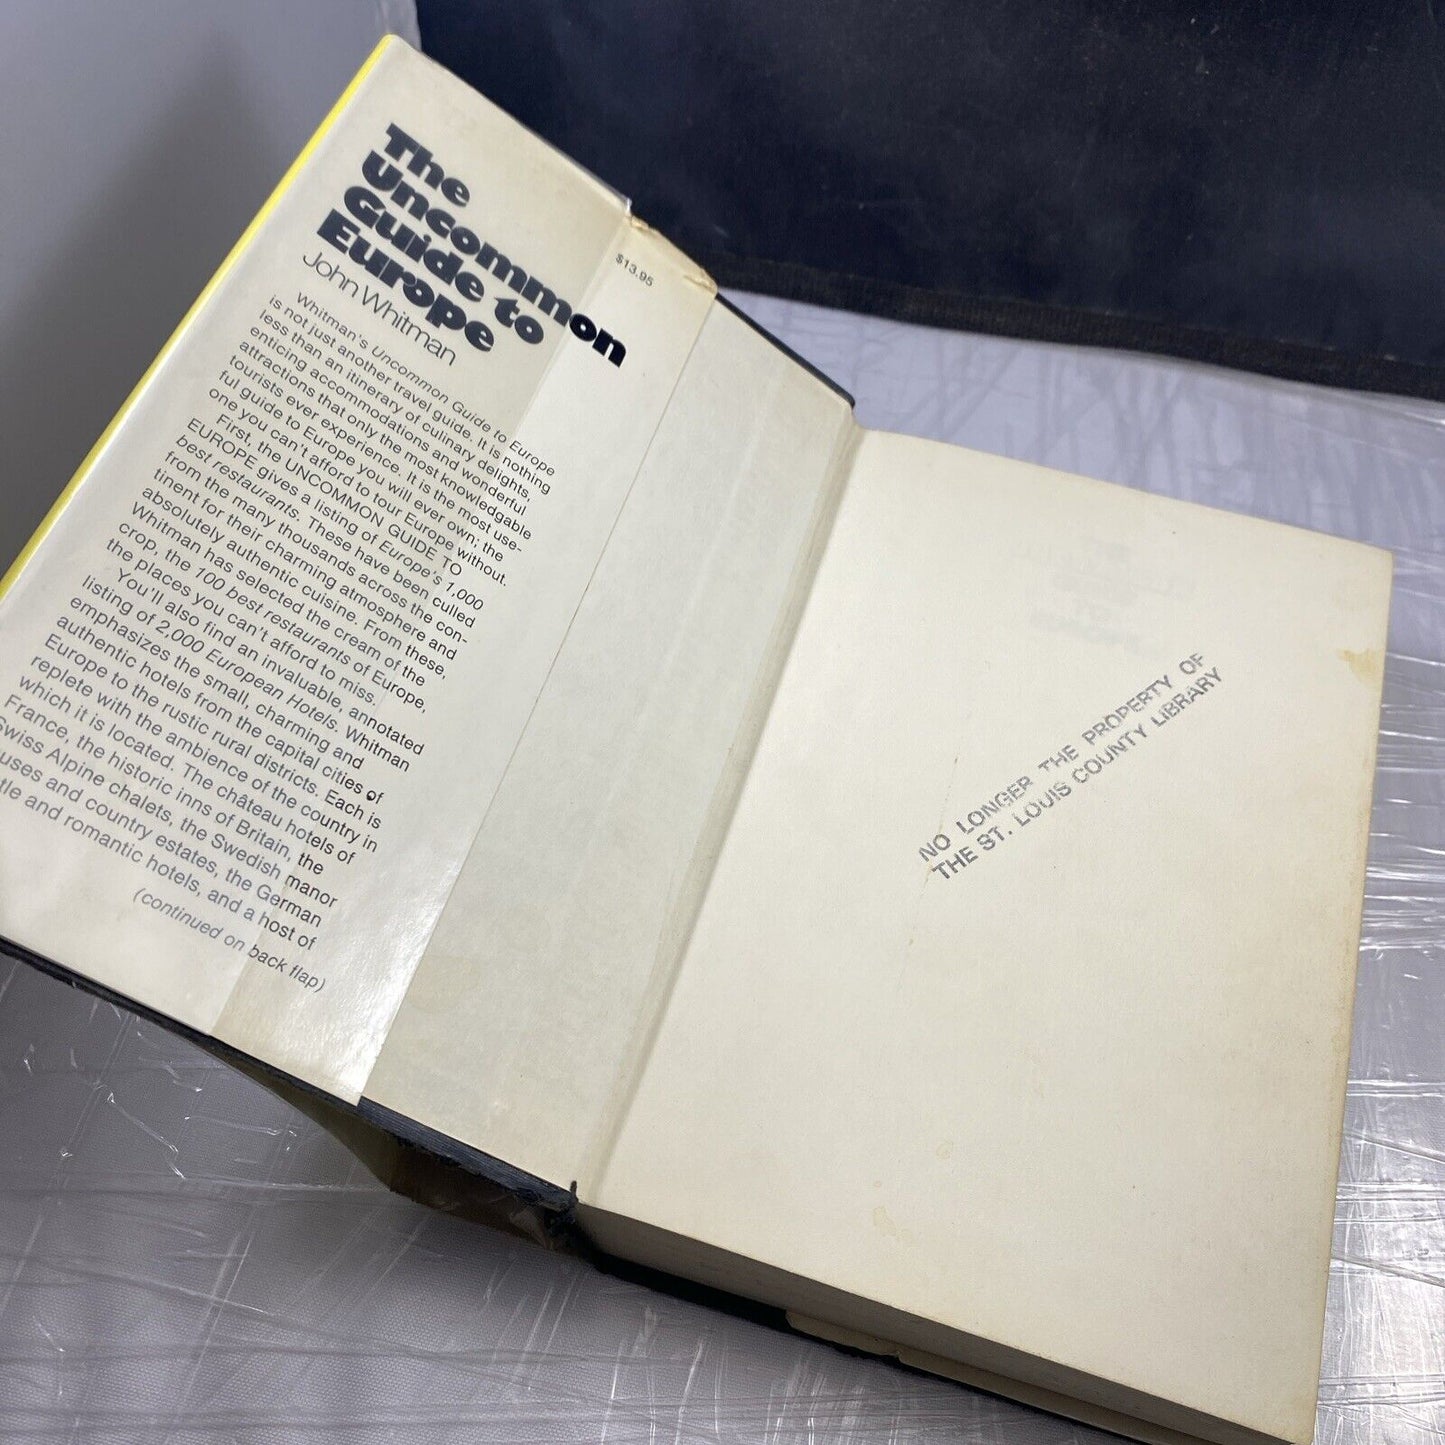 The
Uncommon
Guide to
Europe
John Whitman
$13.95
Whitman's Uncommon Guide to Europe
is not just another travel guide. It is nothing
less than an itinerary of culinary delights,
enticing accommodations and wonderful
attractions that only the most knowledgable
tourists ever experience. It is the most use-
ful guide to Europe you will ever own; the
one you can't afford to tour Europe without.
First, the UNCOMMON GUIDE TO
EUROPE gives a listing of Europe's 1,000
best restaurants. These have been culled
from the many thousands across the con-
tinent for their charming atmosphere and
absolutely authentic cuisine. From these,
Whitman has selected the cream of the
crop, the 100 best restaurants of Europe,
the places you can't afford to miss.
You'll also find an invaluable, annotated
listing of 2,000 European Hotels. Whitman
emphasizes the small, charming and
authentic hotels from the capital cities of
Europe to the rustic rural districts. Each is
replete with the ambience of the country in
which it is located. The château hotels of
France, the historic inns of Britain, the
Swiss Alpine chalets, the Swedish manor
uses and country estates, the German
tle and romantic hotels, and a host of
(continued on back flap)
NO LONGER THE PROPERTY OF
THE ST. LOUIS COUNTY LIBRARY